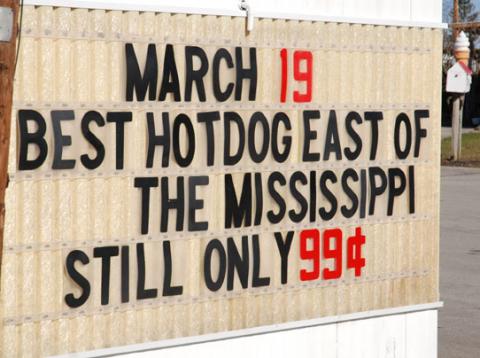 MARCH 19
BEST HOTDOG EAST OF
THE MISSISSIPPI
STILL ONLY 99¢